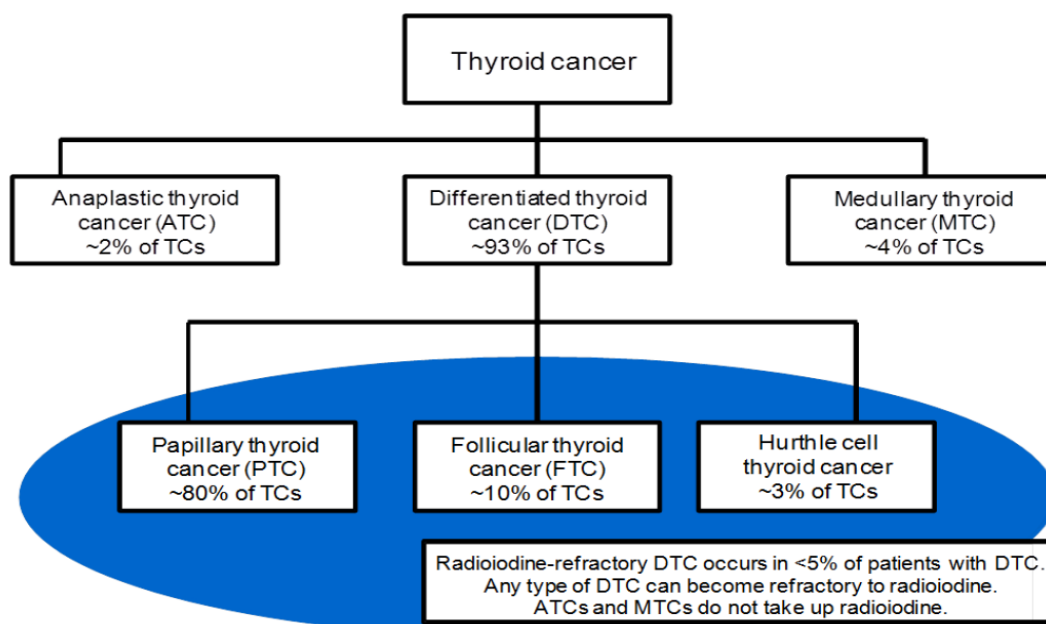 Thyroid cancer
Anaplastic thyroid
cancer (ATC)
~2% of TCs
Differentiated thyroid
cancer (DTC)
~93% of TCs
Medullary thyroid
cancer (MTC)
~4% of TCs
Papillary thyroid
cancer (PTC)
~80% of TCs
Follicular thyroid
cancer (FTC)
~10% of TCs
Hurthle cell
thyroid cancer
~3% of TCs
Radioiodine-refractory DTC occurs in <5% of patients with DTC.
Any type of DTC can become refractory to radioiodine.
ATCs and MTCs do not take up radioiodine.